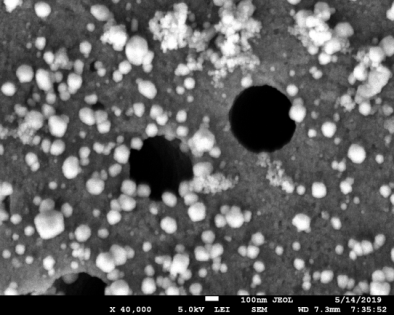 100nm JEOL 5/14/2019
X 40,000 5.0kV LEI SEM WD 7.3mm 7:35:52